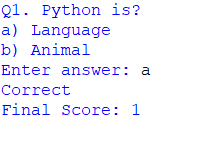 Q1. Python is?
a) Language
b) Animal
Enter answer: a
Correct
Final Score: 1